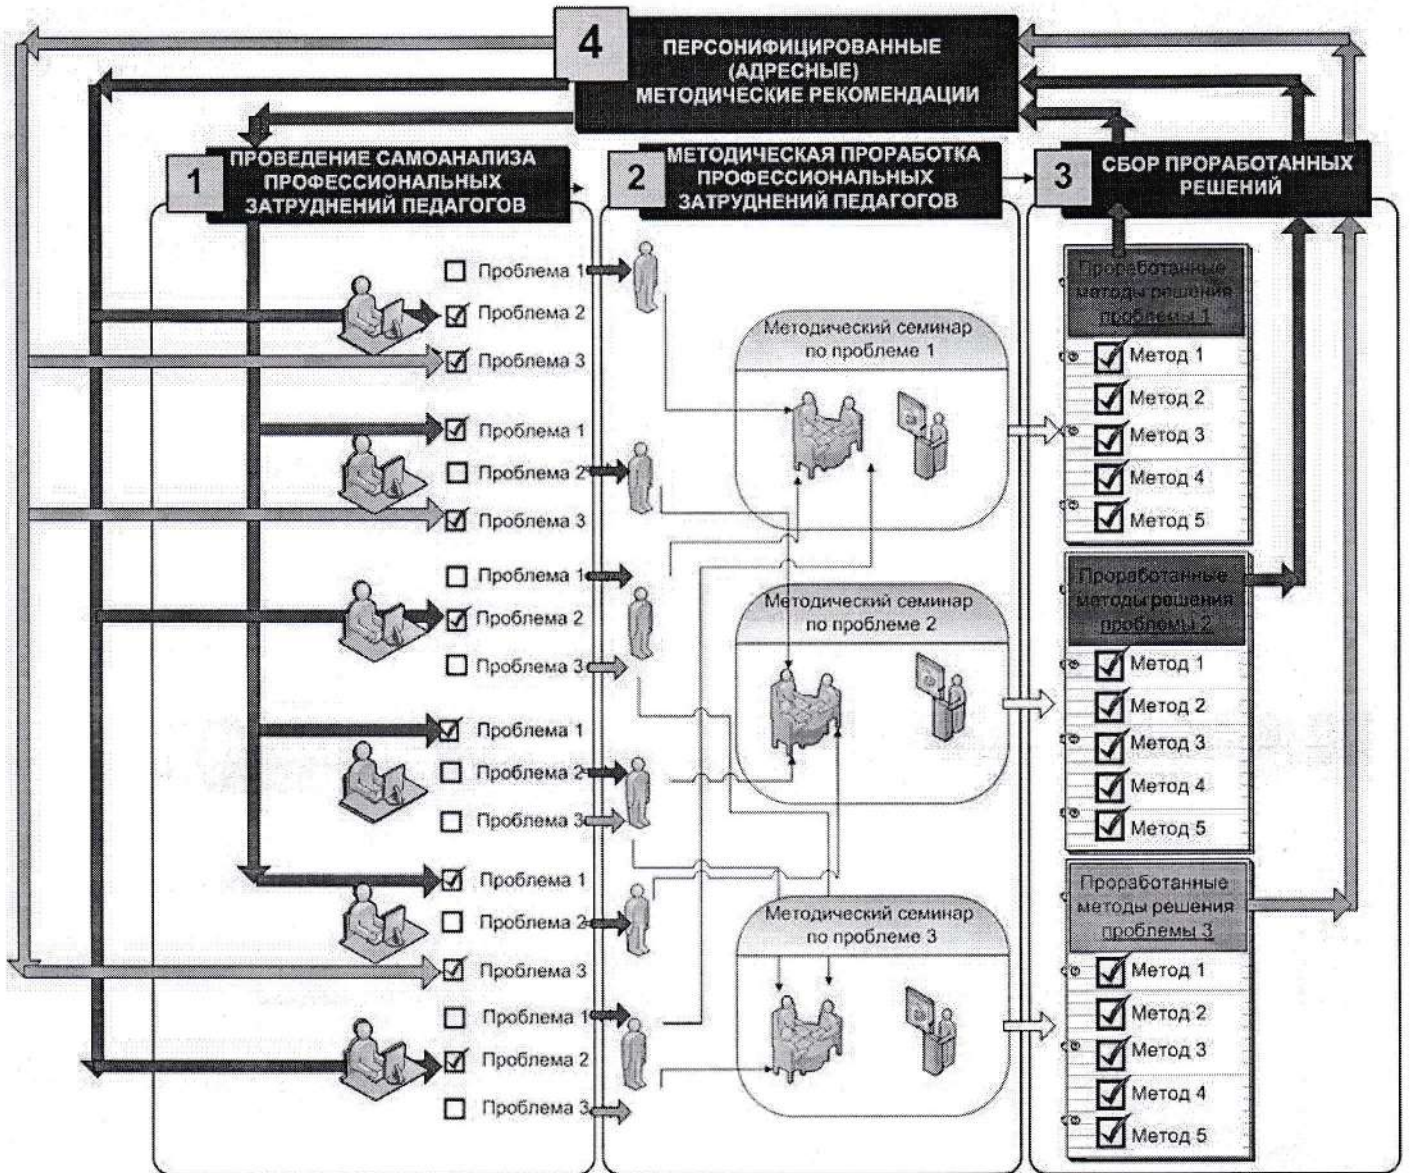 4
ПЕРСОНИФИЦИРОВАННЫЕ
(АДРЕСНЫЕ)
МЕТОДИЧЕСКИЕ РЕКОМЕНДАЦИИ
1
ПРОВЕДЕНИЕ САМОАНАЛИЗА
ПРОФЕССИОНАЛЬНЫХ
ЗАТРУДНЕНИЙ ПЕДАГОГОВ
2
МЕТОДИЧЕСКАЯ ПРОРАБОТКА
ПРОФЕССИОНАЛЬНЫХ
ЗАТРУДНЕНИЙ ПЕДАГОГОВ
3
СБОР ПРОРАБОТАННЫХ
РЕШЕНИЙ
Проблема 1
Проблема 2
Проблема 3
Проблема 1
Проблема 2
Проблема 3
Проблема 1
Проблема 2
Проблема 3
Проблема 1
Проблема 2
Проблема 3
Проблема 1
Проблема 2
Проблема 3
Проблема 1
Проблема 2
Проблема 3
Методический семинар
по проблеме 1
Методический семинар
по проблеме 2
Методический семинар
по проблеме 3
Проработанные
методы решения
проблемы 1
Метод 1
Метод 2
Метод 3
Метод 4
Метод 5
Проработанные
методы решения
проблемы 2
Метод 1
Метод 2
Метод 3
Метод 4
Метод 5
Проработанные
методы решения
проблемы 3
Метод 1
Метод 2
Метод 3
Метод 4
Метод 5